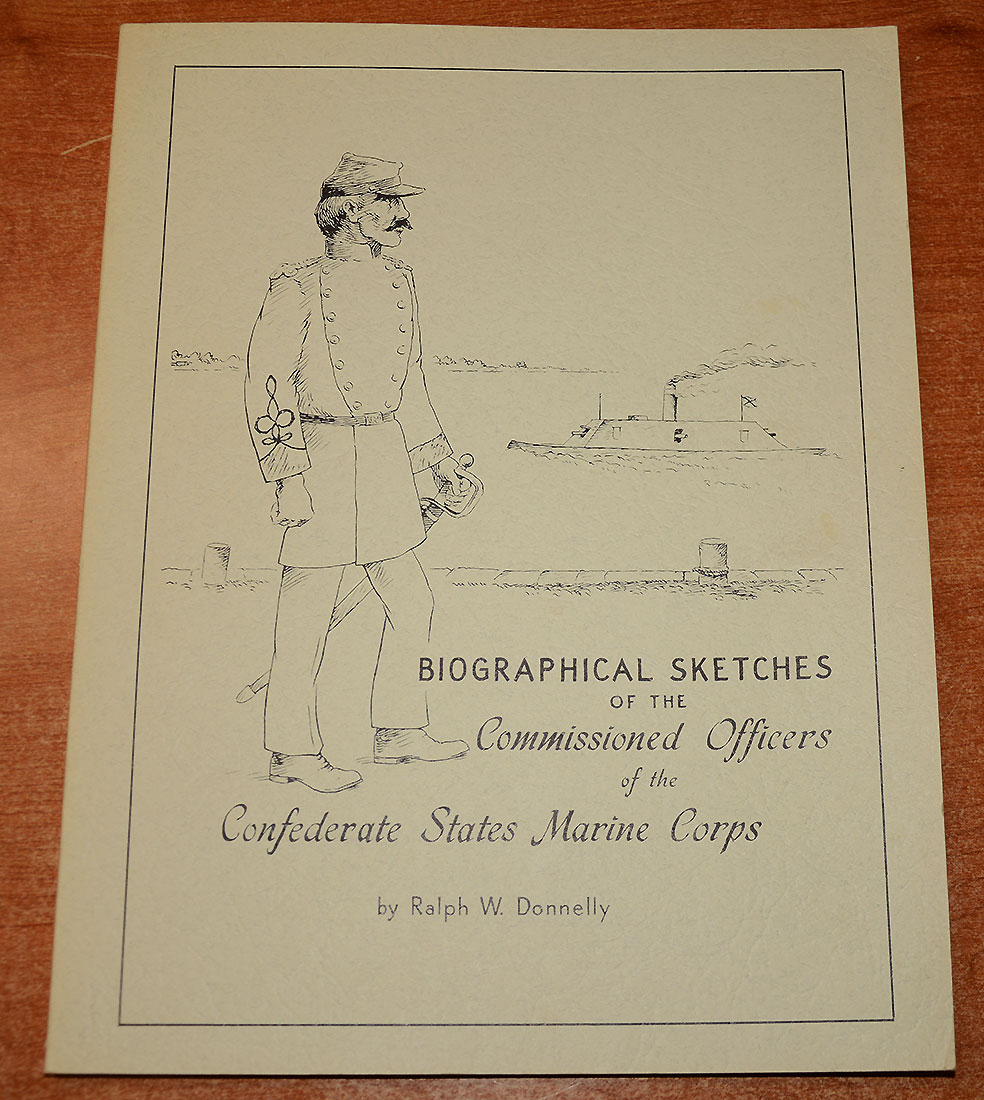 BIOGRAPHICAL SKETCHES
OF THE
Commissioned Officers
of the
Confederate States Marine Corps
by Ralph W. Donnelly